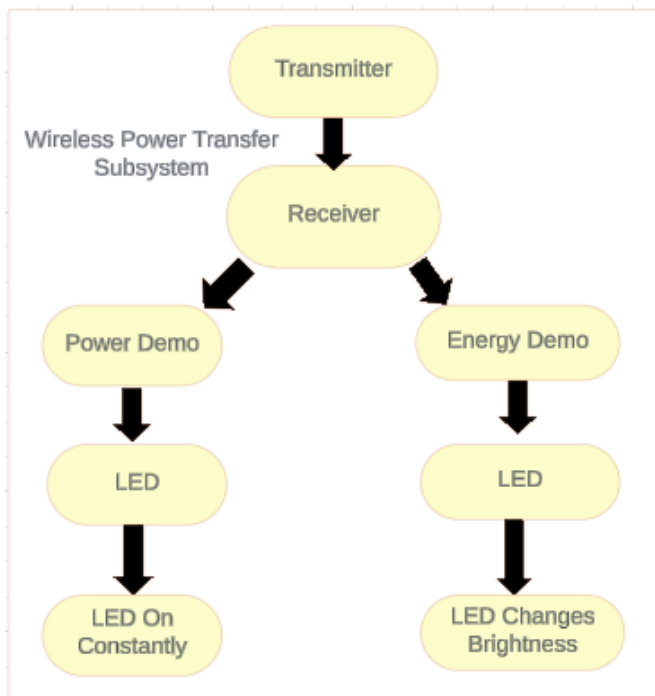 Transmitter
Wireless Power Transfer
Subsystem
Receiver
Power Demo
Energy Demo
LED
LED
LED On
Constantly
LED Changes
Brightness